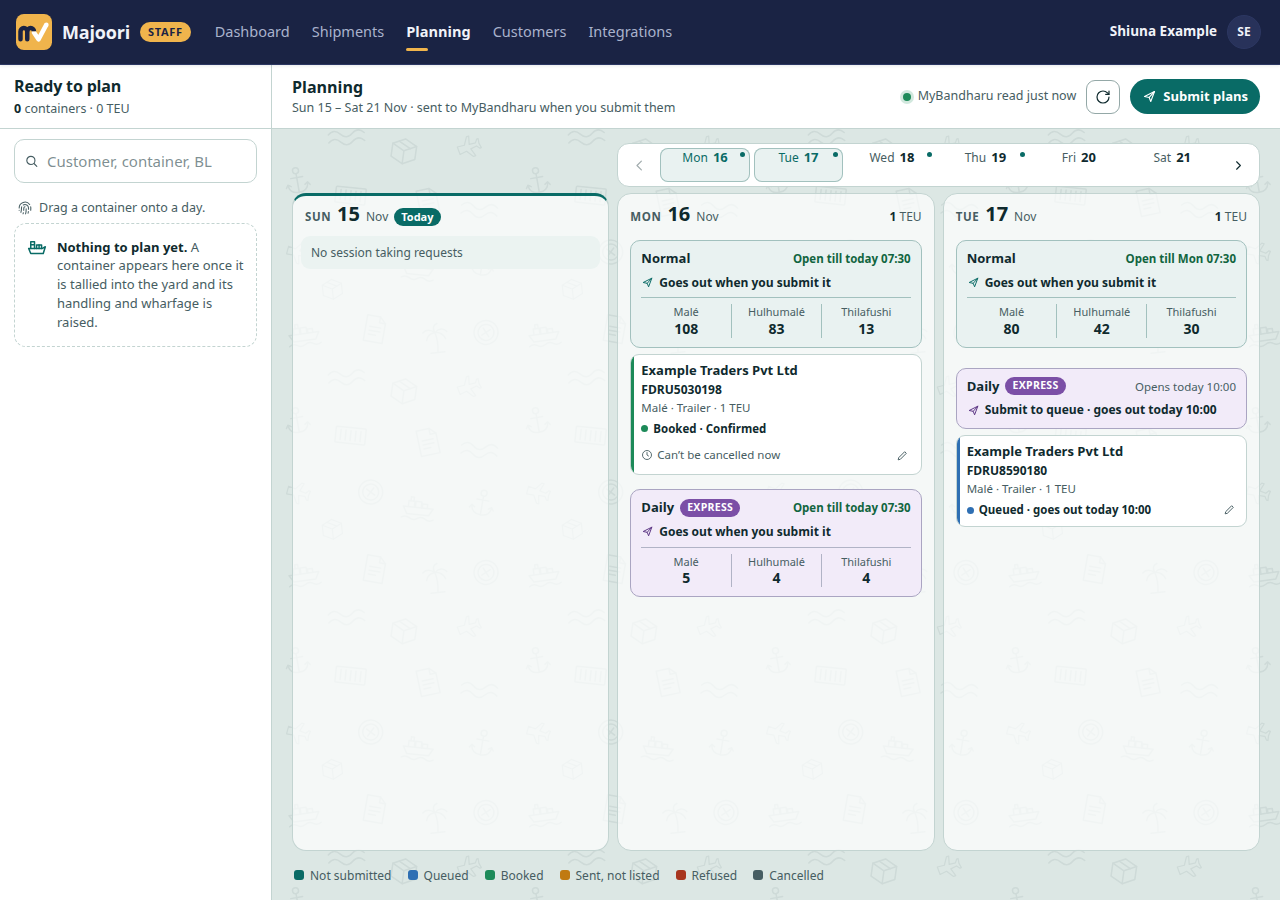 Majoori STAFF Dashboard Shipments Planning Customers Integrations Shiuna Example SE
Ready to plan
0 containers · 0 TEU
Planning
Sun 15 – Sat 21 Nov · sent to MyBandharu when you submit them
MyBandharu read just now
Submit plans
Customer, container, BL
Drag a container onto a day.
Nothing to plan yet. A
container appears here once it
is tallied into the yard and its
handling and wharfage is
raised.
Mon 16 Tue 17 Wed 18 Thu 19 Fri 20 Sat 21
SUN 15 Nov Today
No session taking requests
MON 16 Nov 1 TEU
Normal Open till today 07:30
Goes out when you submit it
Malé Hulhumalé Thilafushi
108 83 13
Example Traders Pvt Ltd
FDRU5030198
Malé · Trailer · 1 TEU
Booked · Confirmed
Can't be cancelled now
Daily EXPRESS Open till today 07:30
Goes out when you submit it
Malé Hulhumalé Thilafushi
5 4 4
TUE 17 Nov 1 TEU
Normal Open till Mon 07:30
Goes out when you submit it
Malé Hulhumalé Thilafushi
80 42 30
Daily EXPRESS Opens today 10:00
Submit to queue · goes out today 10:00
Example Traders Pvt Ltd
FDRU8590180
Malé · Trailer · 1 TEU
Queued · goes out today 10:00
Not submitted Queued Booked Sent, not listed Refused Cancelled